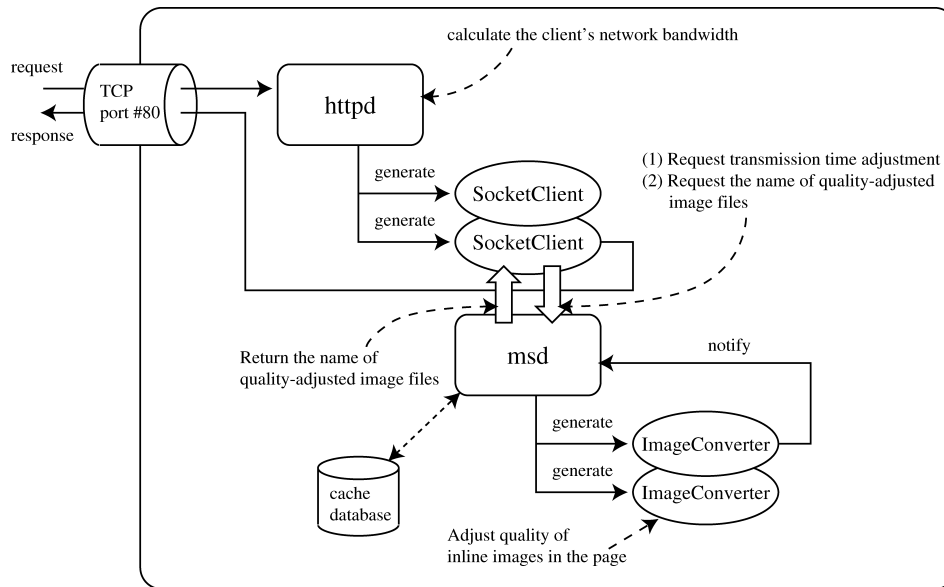 calculate the client's network bandwidth
request
TCP
port #80
response
httpd
(1) Request transmission time adjustment
(2) Request the name of quality-adjusted
image files
generate
SocketClient
generate
SocketClient
Return the name of
quality-adjusted image files
msd
notify
generate
ImageConverter
generate
ImageConverter
cache
database
Adjust quality of
inline images in the page